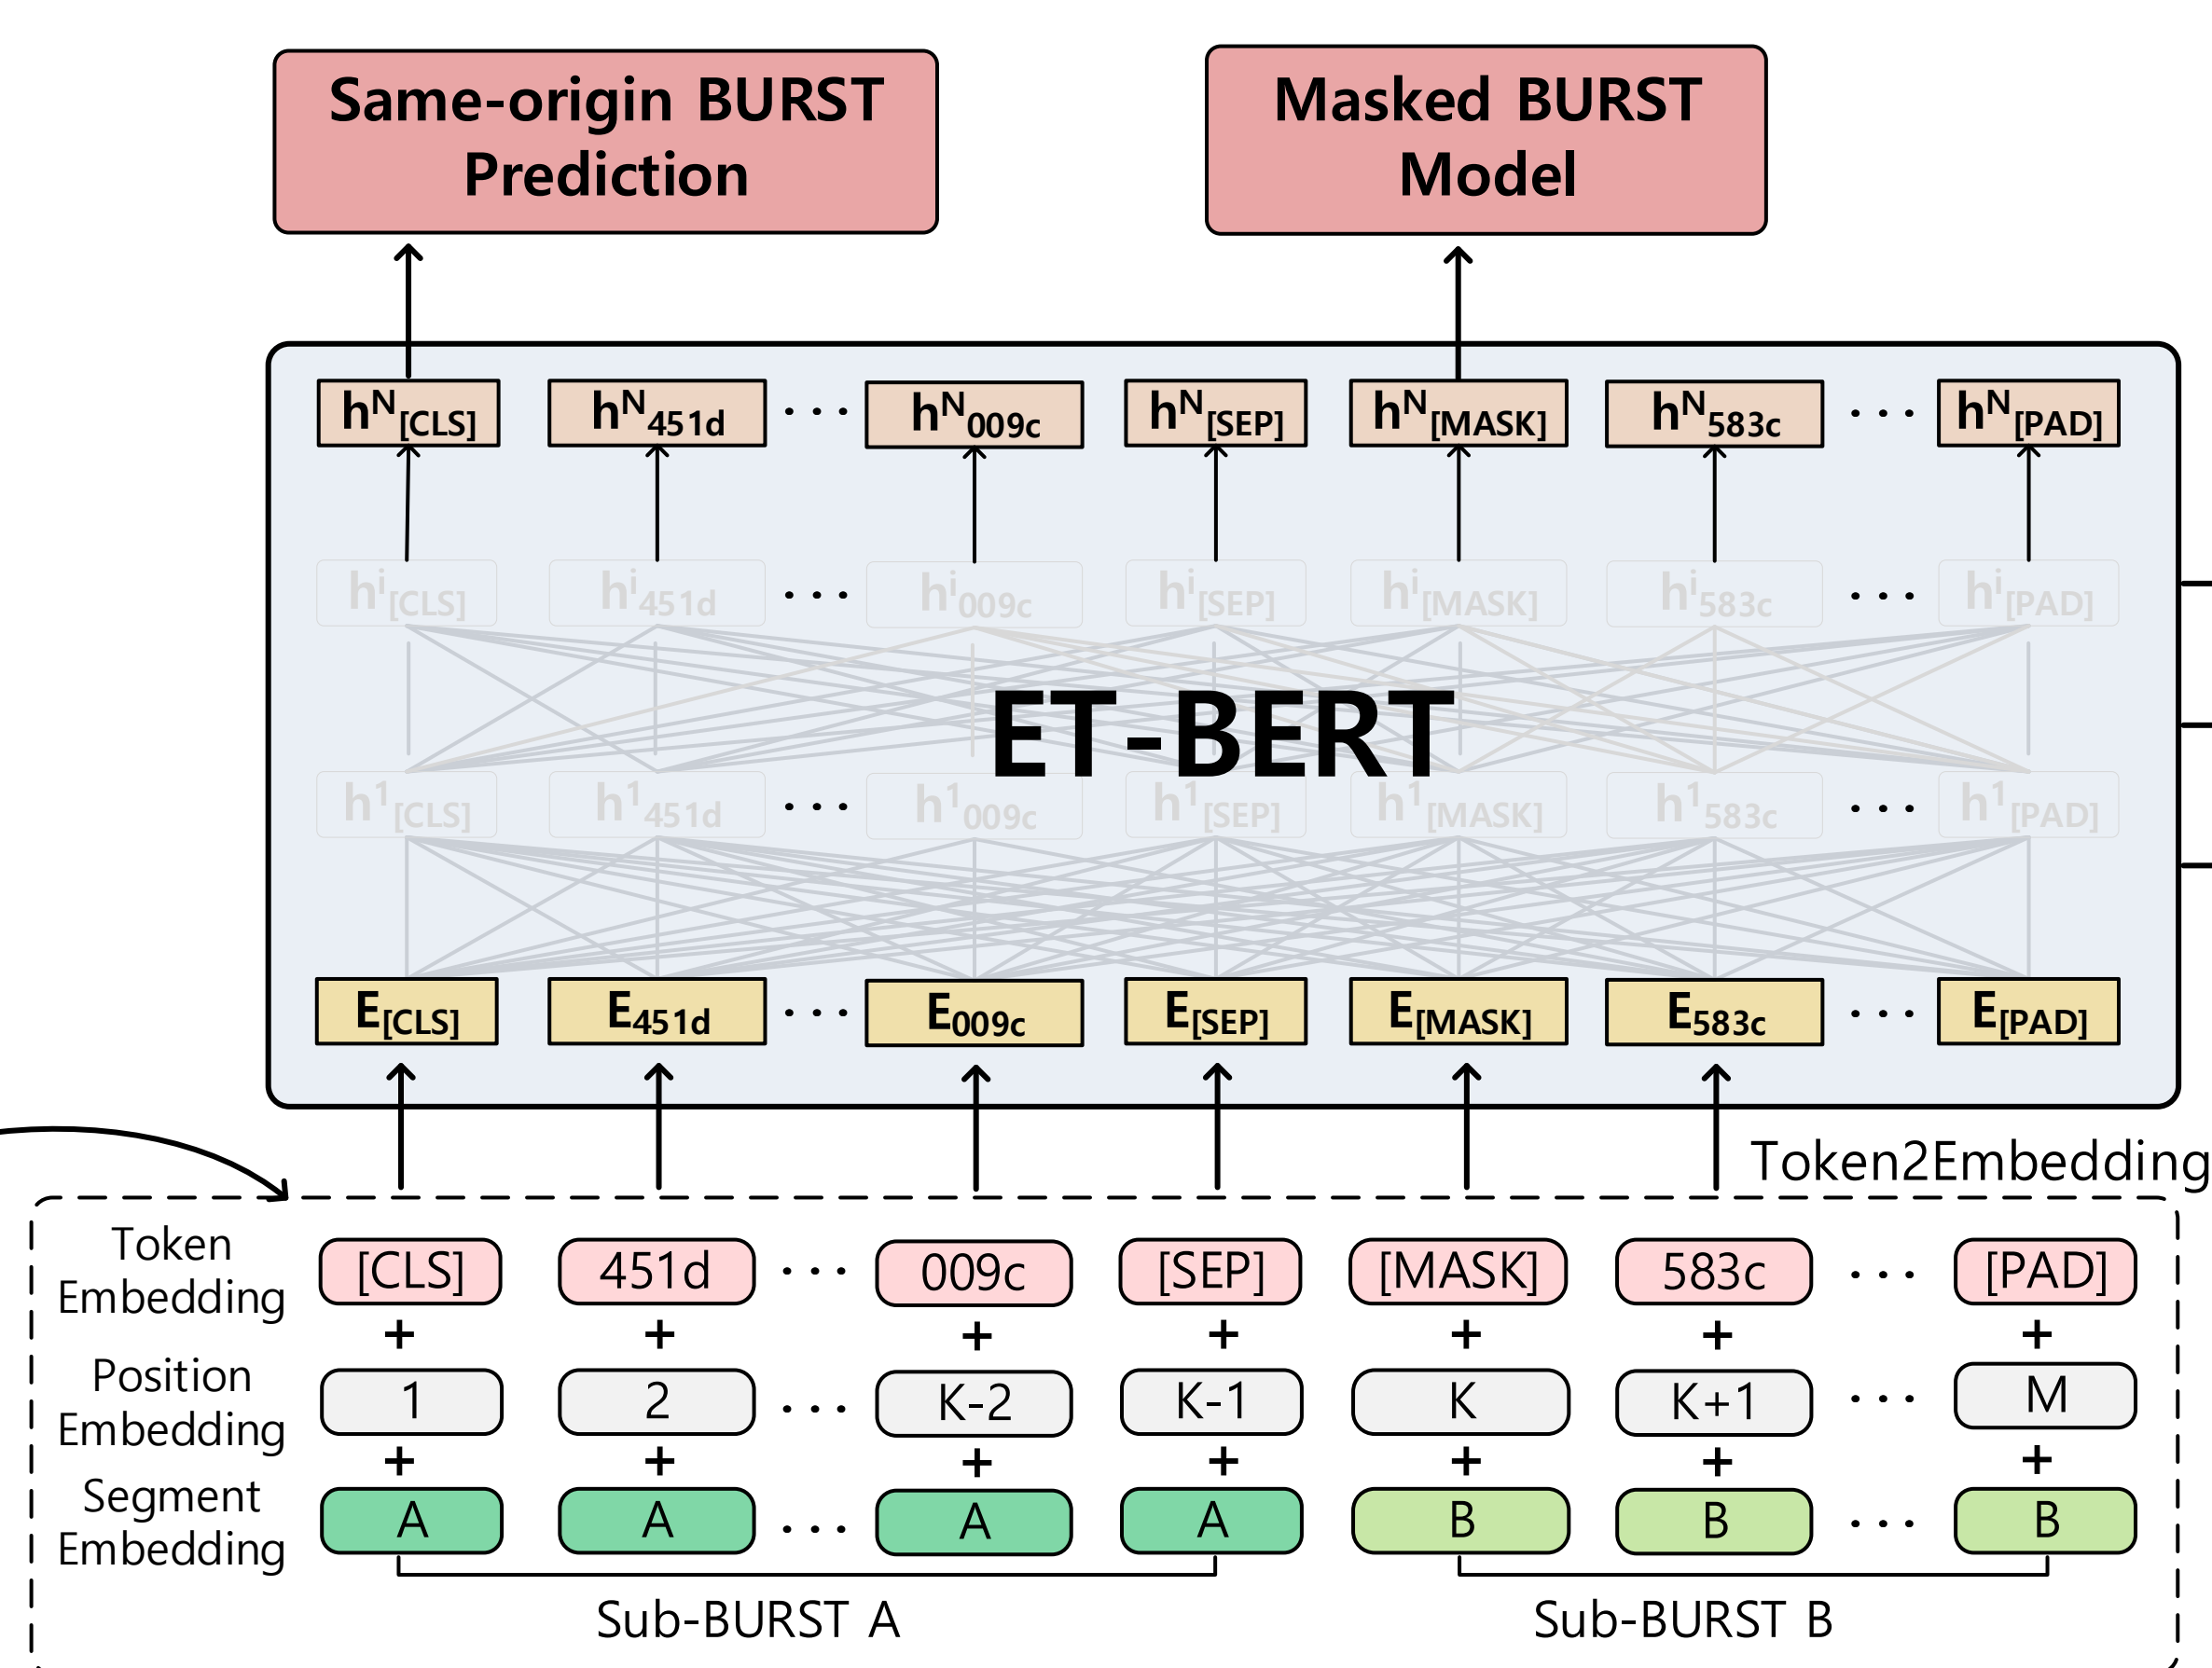 Same-origin BURST
Prediction
Masked BURST
Model
hN[CLS] hN451d ... hN009c hN[SEP] hN[MASK] hN583c ... hN[PAD]
hi[CLS] hi451d ... hi009c hi[SEP] hi[MASK] hi583c ... hi[PAD]
ET-BERT
h1[CLS] h1451d ... h1009c h1[SEP] h1[MASK] h1583c ... h1[PAD]
E[CLS] E451d ... E009c E[SEP] E[MASK] E583c ... E[PAD]
Token2Embedding
Token
Embedding
[CLS] 451d ... 009c [SEP] [MASK] 583c ... [PAD]
+ + + + + + +
Position
Embedding
1 2 ... K-2 K-1 K K+1 ... M
+ + + + + + +
Segment
Embedding
A A ... A A B B ... B
Sub-BURST A
Sub-BURST B